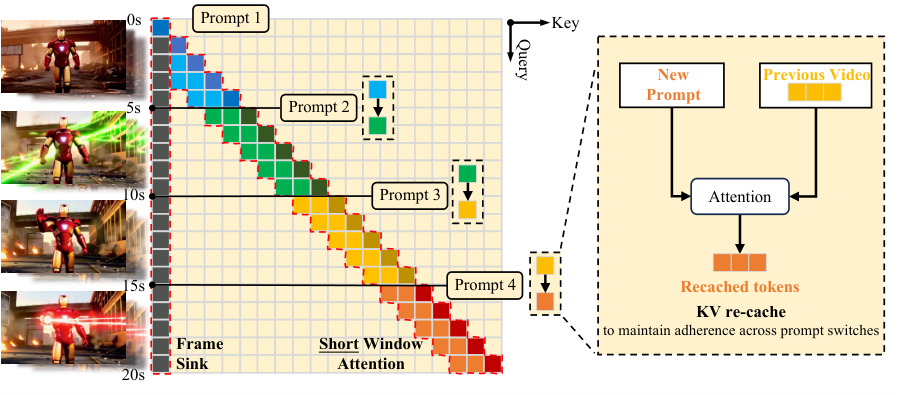 0s
Prompt 1
Key
Query
5s
Prompt 2
10s
Prompt 3
15s
Prompt 4
20s
Frame
Sink
Short Window
Attention
New
Prompt
Previous Video
Attention
Recached tokens
KV re-cache
to maintain adherence across prompt switches